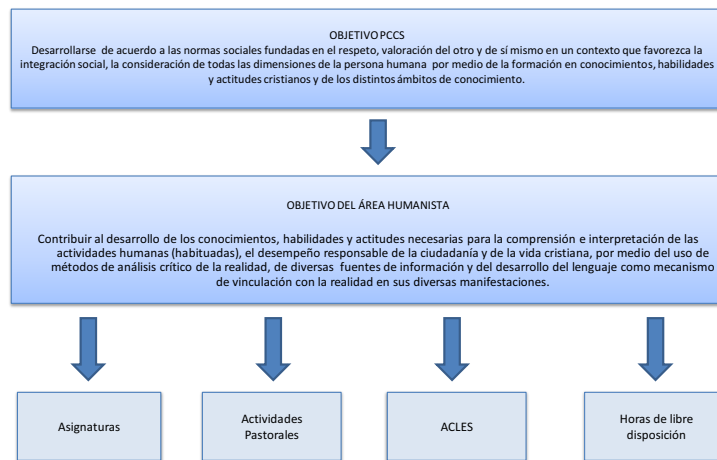 OBJETIVO PCCS
Desarrollarse de acuerdo a las normas sociales fundadas en el respeto, valoración del otro y de sí mismo en un contexto que favorezca la
integración social, la consideración de todas las dimensiones de la persona humana por medio de la formación en conocimientos, habilidades
y actitudes cristianos y de los distintos ámbitos de conocimiento.
OBJETIVO DEL ÁREA HUMANISTA
Contribuir al desarrollo de los conocimientos, habilidades y actitudes necesarias para la comprensión e interpretación de las
actividades humanas (habituadas), el desempeño responsable de la ciudadanía y de la vida cristiana, por medio del uso de
métodos de análisis crítico de la realidad, de diversas fuentes de información y del desarrollo del lenguaje como mecanismo
de vinculación con la realidad en sus diversas manifestaciones.
Asignaturas
Actividades
Pastorales
ACLES
Horas de libre
disposición